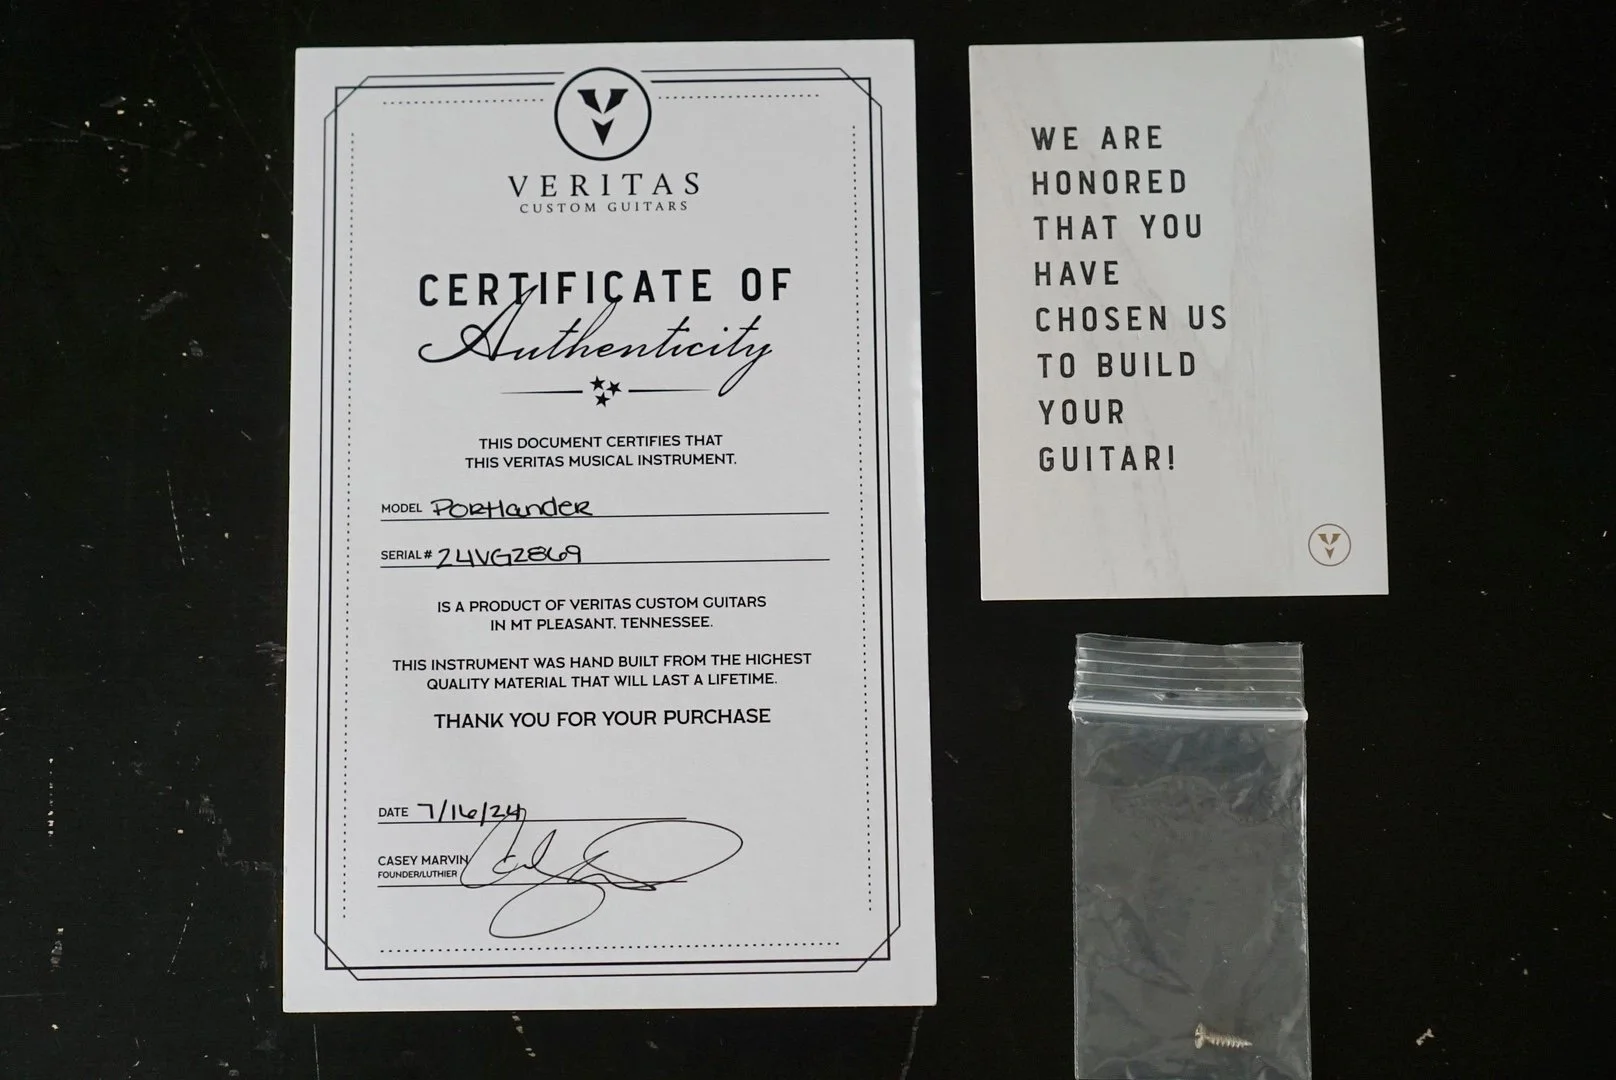 VERITAS
CUSTOM GUITARS
CERTIFICATE OF
Authenticity
THIS DOCUMENT CERTIFIES THAT
THIS VERITAS MUSICAL INSTRUMENT.
MODEL Portlander
SERIAL# 24VG2869
IS A PRODUCT OF VERITAS CUSTOM GUITARS
IN MT PLEASANT. TENNESSEE.
THIS INSTRUMENT WAS HAND BUILT FROM THE HIGHEST
QUALITY MATERIAL THAT WILL LAST A LIFETIME.
THANK YOU FOR YOUR PURCHASE
DATE 7/16/24
CASEY MARVIN
FOUNDER/LUTHIER
WE ARE
HONORED
THAT YOU
HAVE
CHOSEN US
TO BUILD
YOUR
GUITAR!